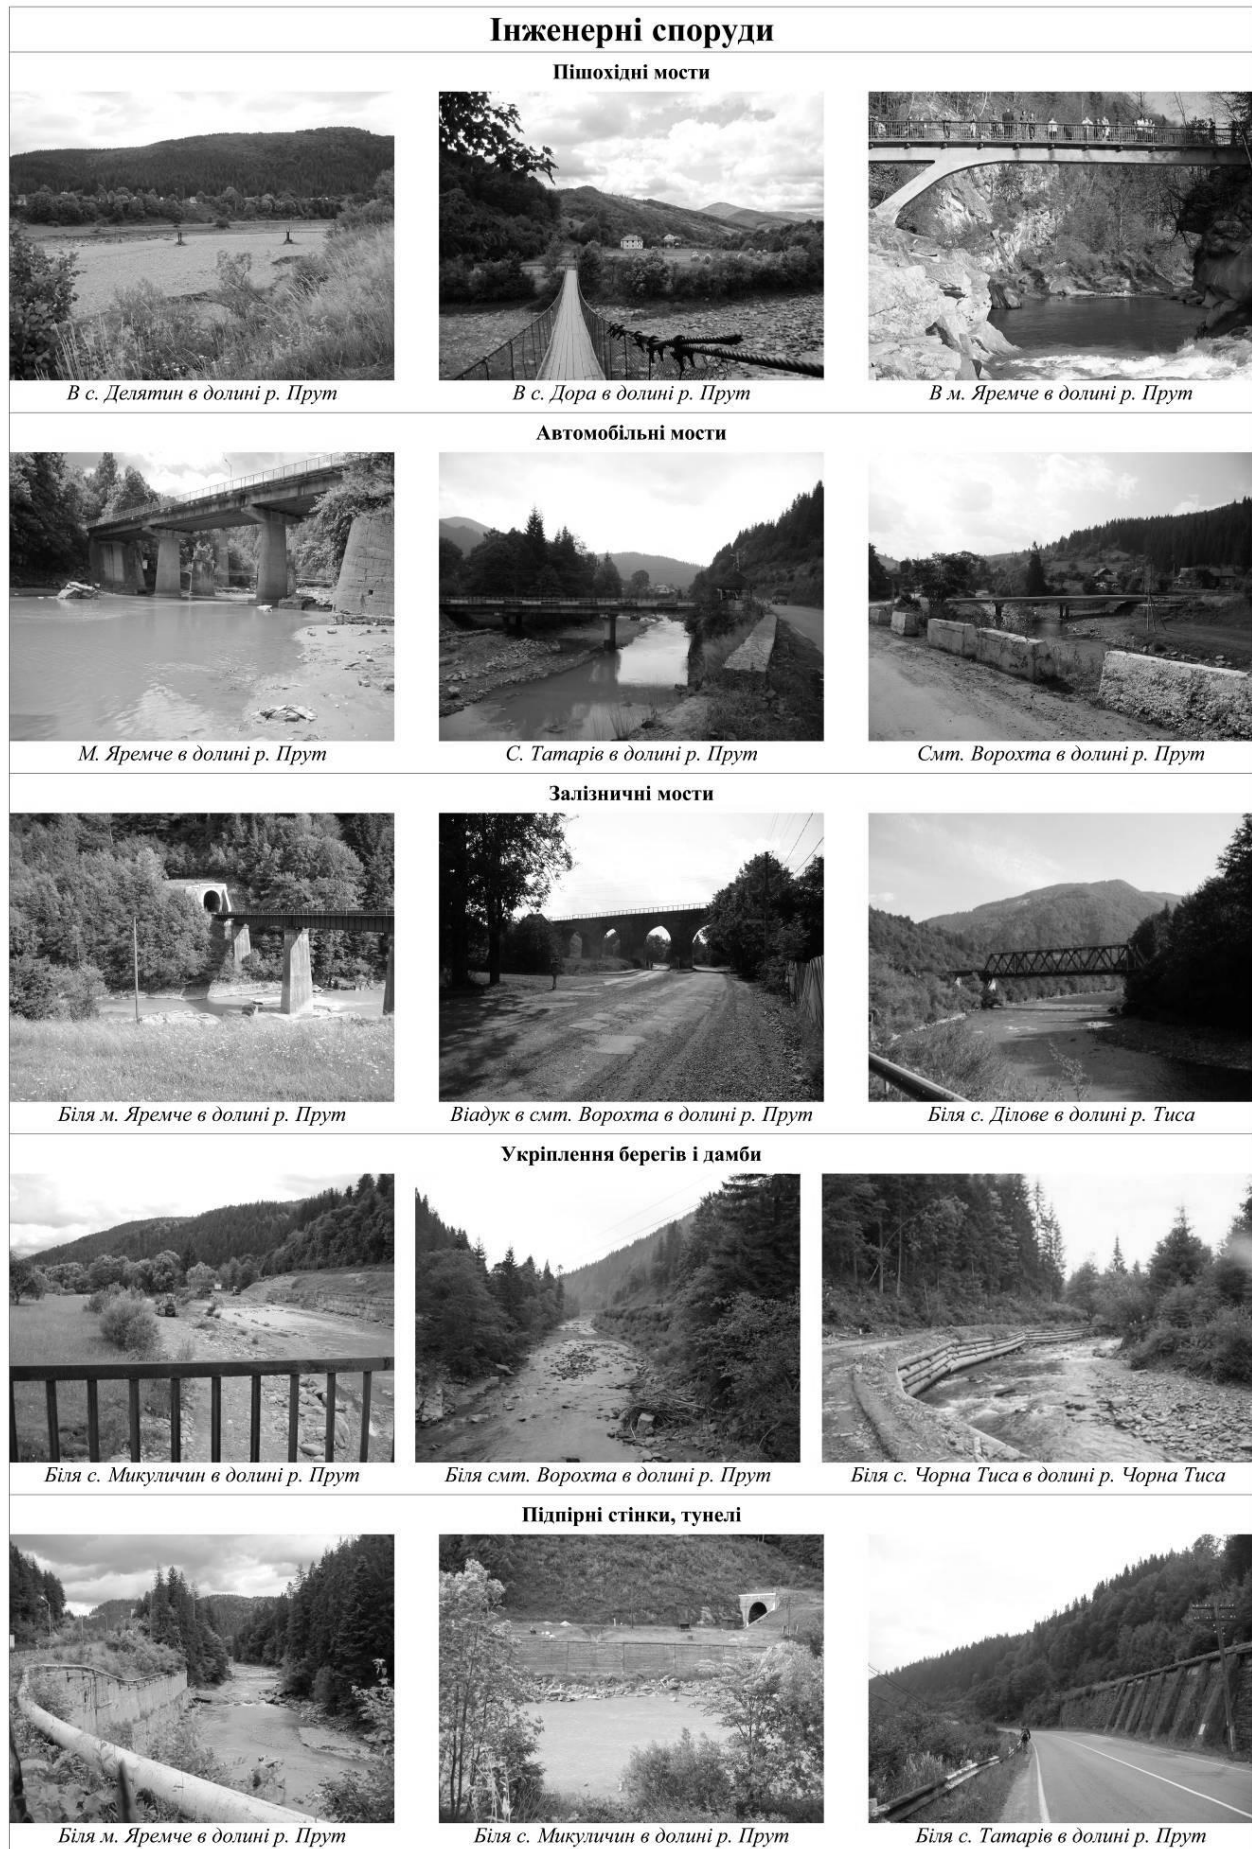 Інженерні споруди
Пішохідні мости
В с. Делятин в долині р. Прут
В с. Дора в долині р. Прут
В м. Яремче в долині р. Прут
Автомобільні мости
М. Яремче в долині р. Прут
С. Татарів в долині р. Прут
Смт. Ворохта в долині р. Прут
Залізничні мости
Біля м. Яремче в долині р. Прут
Віадук в смт. Ворохта в долині р. Прут
Біля с. Ділове в долині р. Тиса
Укріплення берегів і дамби
Біля с. Микуличин в долині р. Прут
Біля смт. Ворохта в долині р. Прут
Біля с. Чорна Тиса в долині р. Чорна Тиса
Підпірні стінки, тунелі
Біля м. Яремче в долині р. Прут
Біля с. Микуличин в долині р. Прут
Біля с. Татарів в долині р. Прут